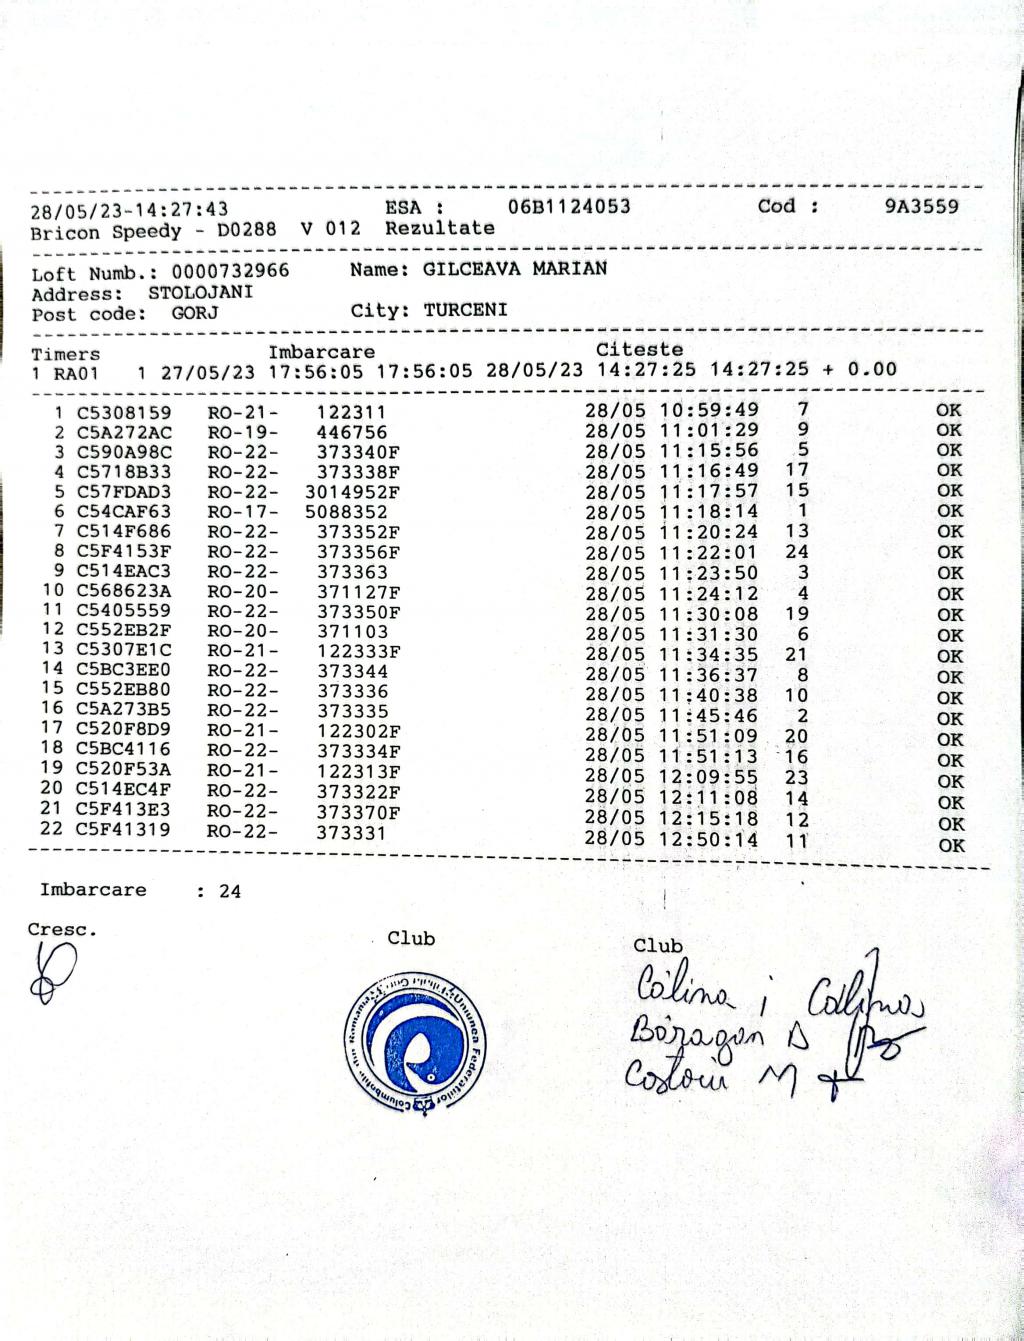 28/05/23-14:27:43 ESA : 06B1124053 Cod : 9A3559
Bricon Speedy - D0288 V 012 Rezultate
Loft Numb.: 0000732966 Name: GILCEAVA MARIAN
Address: STOLOJANI
Post code: GORJ City: TURCENI
Timers Imbarcare Citeste
1 RA01 1 27/05/23 17:56:05 17:56:05 28/05/23 14:27:25 14:27:25 + 0.00
1 C5308159 RO-21- 122311 28/05 10:59:49 7 OK
2 C5A272AC RO-19- 446756 28/05 11:01:29 9 OK
3 C590A98C RO-22- 373340F 28/05 11:15:56 5 OK
4 C5718B33 RO-22- 373338F 28/05 11:16:49 17 OK
5 C57FDAD3 RO-22- 3014952F 28/05 11:17:57 15 OK
6 C54CAF63 RO-17- 5088352 28/05 11:18:14 1 OK
7 C514F686 RO-22- 373352F 28/05 11:20:24 13 OK
8 C5F4153F RO-22- 373356F 28/05 11:22:01 24 OK
9 C514EAC3 RO-22- 373363 28/05 11:23:50 3 OK
10 C568623A RO-20- 371127F 28/05 11:24:12 4 OK
11 C5405559 RO-22- 373350F 28/05 11:30:08 19 OK
12 C552EB2F RO-20- 371103 28/05 11:31:30 6 OK
13 C5307E1C RO-21- 122333F 28/05 11:34:35 21 OK
14 C5BC3EE0 RO-22- 373344 28/05 11:36:37 8 OK
15 C552EB80 RO-22- 373336 28/05 11:40:38 10 OK
16 C5A273B5 RO-22- 373335 28/05 11:45:46 2 OK
17 C520F8D9 RO-21- 122302F 28/05 11:51:09 20 OK
18 C5BC4116 RO-22- 373334F 28/05 11:51:13 16 OK
19 C520F53A RO-21- 122313F 28/05 12:09:55 23 OK
20 C514EC4F RO-22- 373322F 28/05 12:11:08 14 OK
21 C5F413E3 RO-22- 373370F 28/05 12:15:18 12 OK
22 C5F41319 RO-22- 373331 28/05 12:50:14 11 OK
Imbarcare : 24
Cresc. Club Club
Călina i
Băragan D
Costoiu M
Uniunea Federatiilor Columbofile din